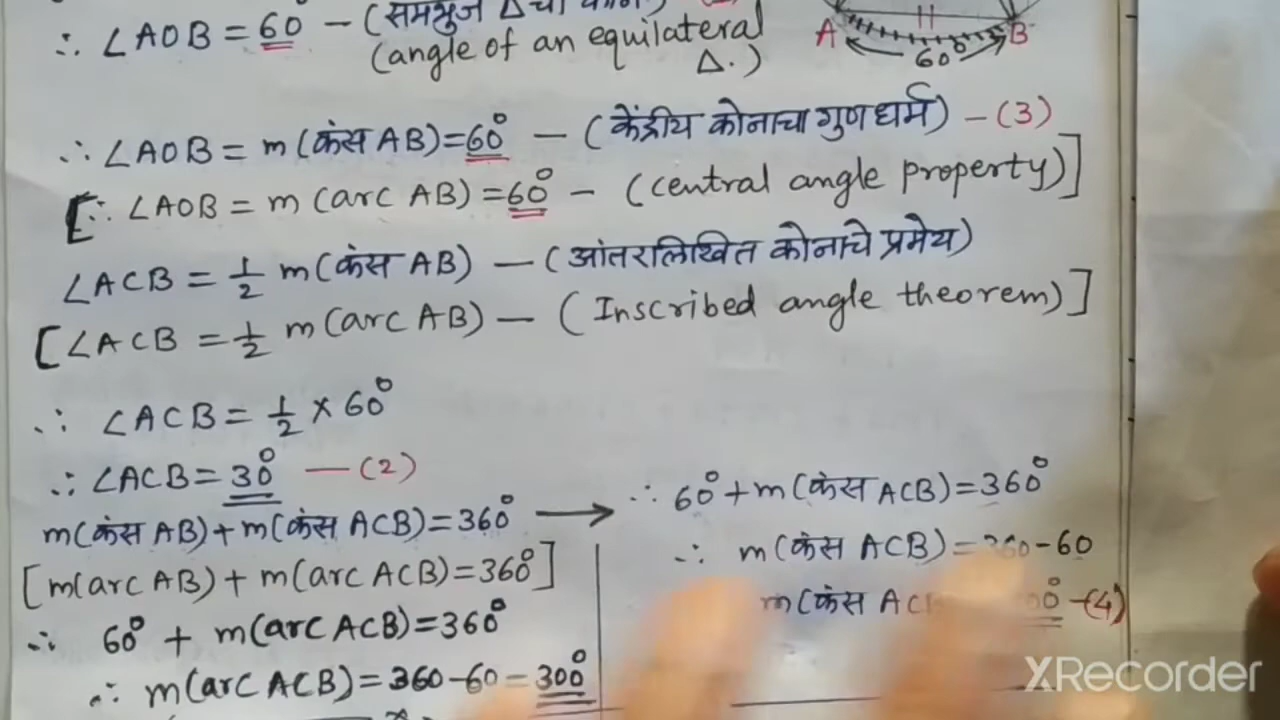 ∴ ∠AOB = 60° – (समभुज Δचा
(angle of an equilateral
Δ.)
A B
60°
∴ ∠AOB = m(कंस AB)=60° – (केंद्रीय कोनाचा गुणधर्म) – (3)
[∴ ∠AOB = m(arc AB)=60° – (central angle property)]
∠ACB = 1/2 m(कंस AB) – (आंतरलिखित कोनाचे प्रमेय)
[∠ACB = 1/2 m(arc AB) – (Inscribed angle theorem)]
∴ ∠ACB = 1/2 × 60°
∴ ∠ACB = 30° – (2)
m(कंस AB)+m(कंस ACB)=360° →
[m(arc AB)+m(arc ACB)=360°]
∴ 60° + m(arc ACB)=360°
∴ m(arc ACB)=360-60=300°
∴ 60°+m(कंस ACB)=360°
∴ m(कंस ACB)=360-60
m(कंस -(4)
XRecorder